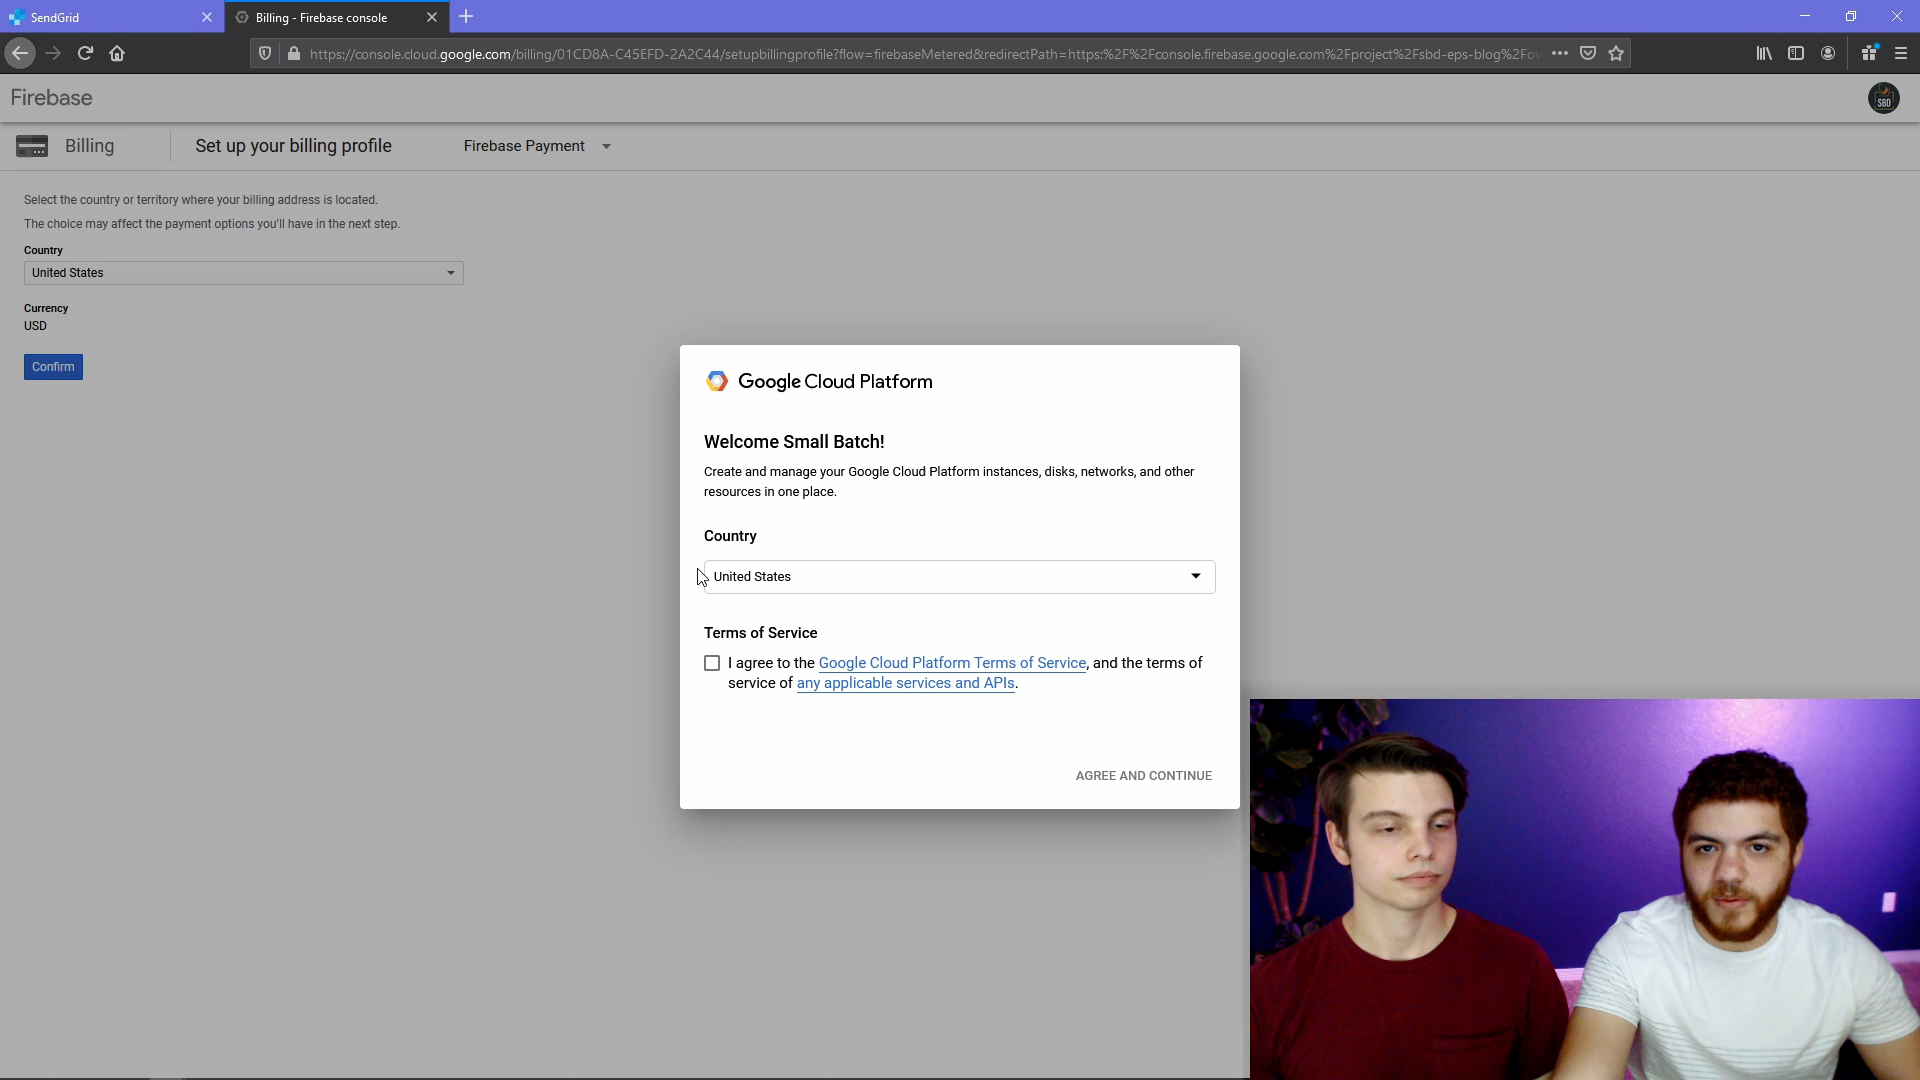 SendGrid
Billing - Firebase console
https://console.cloud.google.com/billing/01CD8A-C45EFD-2A2C44/setupbillingprofile?flow=firebaseMetered&redirectPath=https:%2F%2Fconsole.firebase.google.com%2Fproject%2Fsbd-eps-blog%2Fov
Firebase
SBD
Billing
Set up your billing profile
Firebase Payment
Select the country or territory where your billing address is located.
The choice may affect the payment options you'll have in the next step.
Country
United States
Currency
USD
Confirm
Google Cloud Platform
Welcome Small Batch!
Create and manage your Google Cloud Platform instances, disks, networks, and other
resources in one place.
Country
United States
Terms of Service
I agree to the Google Cloud Platform Terms of Service, and the terms of
service of any applicable services and APIs.
AGREE AND CONTINUE